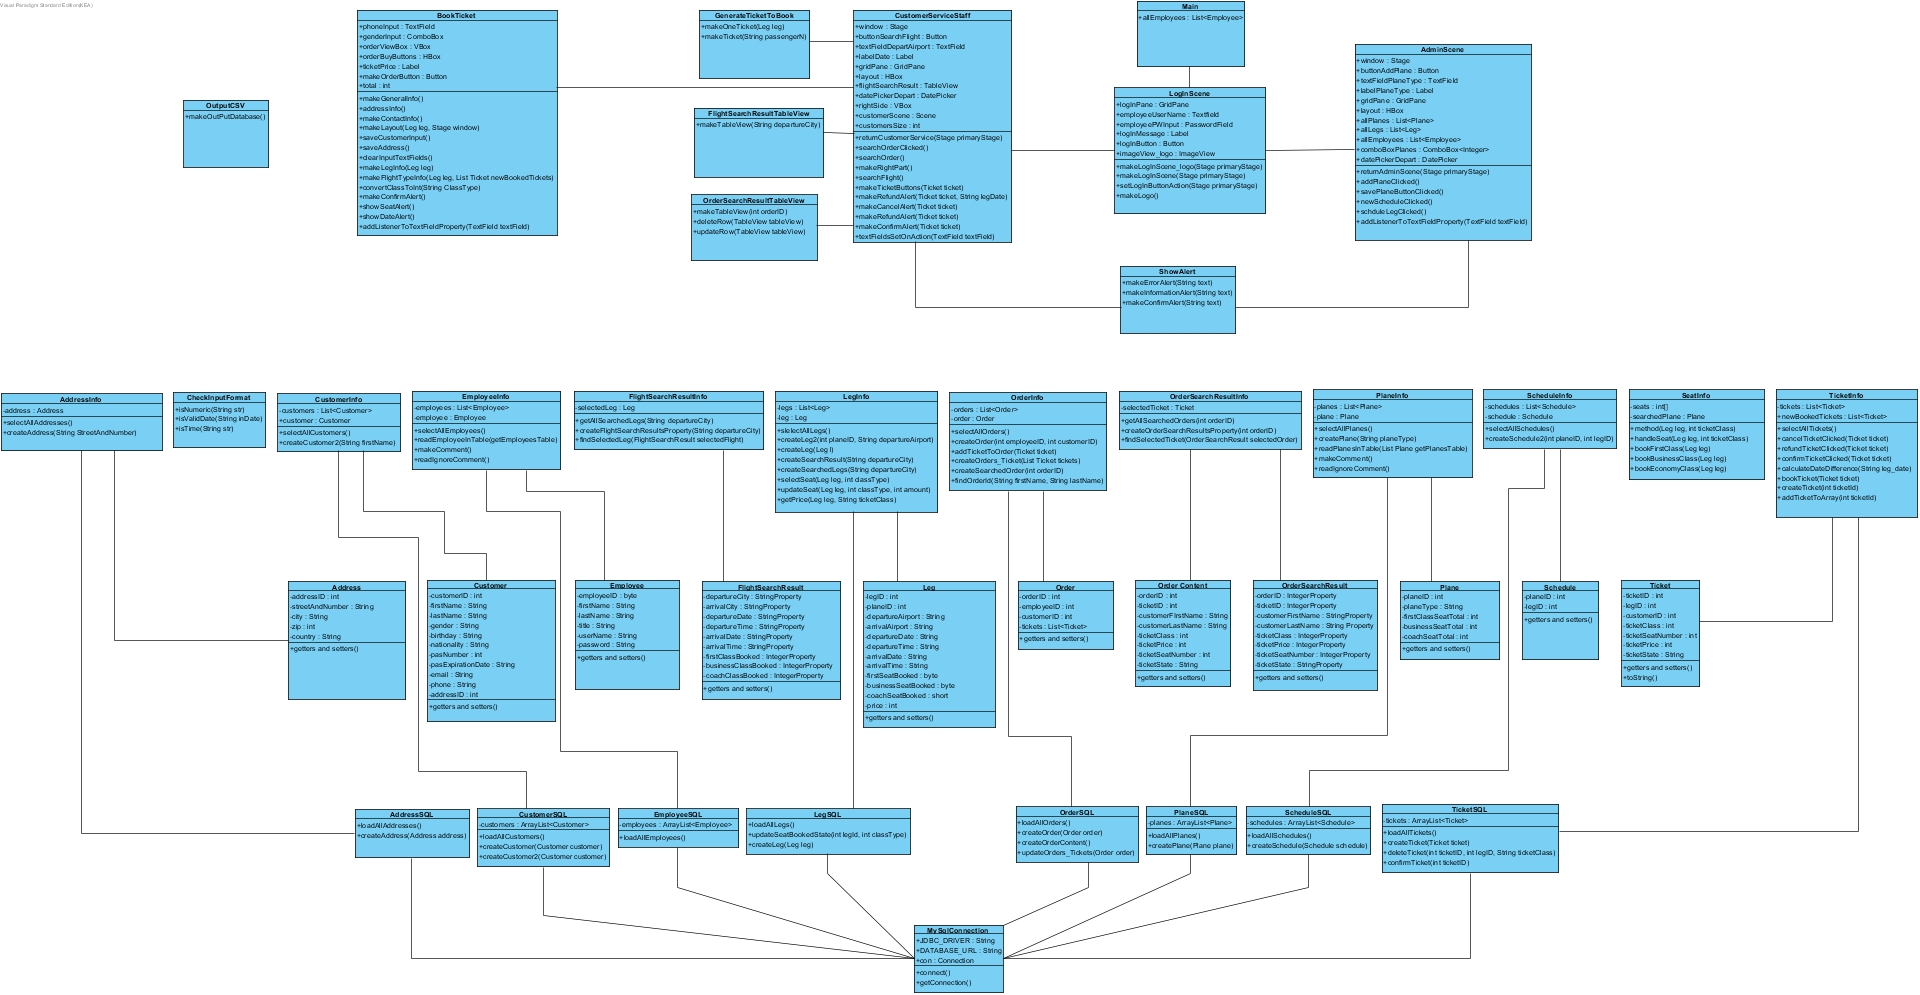 Visual Paradigm Standard Edition(KEA)
BookTicket
+phoneInput : TextField
+genderInput : ComboBox
+orderViewBox : VBox
+orderBuyButtons : HBox
+ticketPrice : Label
+makeOrderButton : Button
+total : int
+makeGeneralInfo()
+addressInfo()
+makeContactInfo()
+makeLayout(Leg leg, Stage window)
+saveCustomerInput()
+saveAddress()
+clearInputTextFields()
+makeLegInfo(Leg leg)
+makeFlightTypeInfo(Leg leg, List Ticket newBookedTickets)
+convertClassToInt(String ClassType)
+makeConfirmAlert()
+showSeatAlert()
+showDateAlert()
+addListenerToTextFieldProperty(TextField textField)
GenerateTicketToBook
+makeOneTicket(Leg leg)
+makeTicket(String passengerN)
CustomerServiceStaff
+window : Stage
+buttonSearchFlight : Button
+textFieldDepartAirport : TextField
+labelDate : Label
+gridPane : GridPane
+layout : HBox
+flightSearchResult : TableView
+datePickerDepart : DatePicker
+rightSide : VBox
+customerScene : Scene
+customersSize : int
+returnCustomerService(Stage primaryStage)
+searchOrderClicked()
+searchOrder()
+makeRightPart()
+searchFlight()
+makeTicketButtons(Ticket ticket)
+makeRefundAlert(Ticket ticket, String legDate)
+makeCancelAlert(Ticket ticket)
+makeRefundAlert(Ticket ticket)
+makeConfirmAlert(Ticket ticket)
+textFieldsSetOnAction(TextField textField)
Main
+allEmployees : List<Employee>
AdminScene
+window : Stage
+buttonAddPlane : Button
+textFieldPlaneType : TextField
+labelPlaneType : Label
+gridPane : GridPane
+layout : HBox
+allPlanes : List<Plane>
+allLegs : List<Leg>
+allEmployees : List<Employee>
+comboBoxPlanes : ComboBox<Integer>
+datePickerDepart : DatePicker
+returnAdminScene(Stage primaryStage)
+addPlaneClicked()
+savePlaneButtonClicked()
+newScheduleClicked()
+schduleLegClicked()
+addListenerToTextFieldProperty(TextField textField)
OutputCSV
+makeOutPutDatabase()
FlightSearchResultTableView
+makeTableView(String departureCity)
LogInScene
+logInPane : GridPane
+employeeUserName : Textfield
+employeePWInput : PasswordField
+logInMessage : Label
+logInButton : Button
+imageView_logo : ImageView
+makeLogInScene_logo(Stage primaryStage)
+makeLogInScene(Stage primaryStage)
+setLogInButtonAction(Stage primaryStage)
+makeLogo()
OrderSearchResultTableView
+makeTableView(int orderID)
+deleteRow(TableView tableView)
+updateRow(TableView tableView)
ShowAlert
+makeErrorAlert(String text)
+makeInformationAlert(String text)
+makeConfirmAlert(String text)
AddressInfo
-address : Address
+selectAllAddresses()
+createAddress(String StreetAndNumber)
CheckInputFormat
+isNumeric(String str)
+isValidDate(String inDate)
+isTime(String str)
CustomerInfo
-customers : List<Customer>
-customer : Customer
+selectAllCustomers()
+createCustomer2(String firstName)
EmployeeInfo
-employees : List<Employee>
-employee : Employee
+selectAllEmployees()
+readEmployeeInTable(getEmployeesTable)
+makeComment()
+readIgnoreComment()
FlightSearchResultInfo
-selectedLeg : Leg
+getAllSearchedLegs(String departureCity)
+createFlightSearchResultsProperty(String departureCity)
+findSelectedLeg(FlightSearchResult selectedFlight)
LegInfo
-legs : List<Leg>
-leg : Leg
+slelectAllLegs()
+createLeg2(int planeID, String departureAirport)
+createLeg(Leg l)
+createSearchResult(String departureCity)
+createSearchedLegs(String departureCity)
+selectSeat(Leg leg, int classType)
+updateSeat(Leg leg, int classType, int amount)
+getPrice(Leg leg, String ticketClass)
OrderInfo
-orders : List<Order>
-order : Order
+selectAllOrders()
+createOrder(int employeeID, int customerID)
+addTicketToOrder(Ticket ticket)
+createOrders_Ticket(List Ticket tickets)
+createSearchedOrder(int orderID)
+findOrderId(String firstName, String lastName)
OrderSearchResultInfo
-selectedTicket : Ticket
+getAllSearchedOrders(int orderID)
+createOrderSearchResultsProperty(int orderID)
+findSelectedTicket(OrderSearchResult selectedOrder)
PlaneInfo
-planes : List<Plane>
-plane : Plane
+selectAllPlanes()
+createPlane(String planeType)
+readPlanesInTable(List Plane getPlanesTable)
+makeComment()
+readIgnoreComment()
ScheduleInfo
-schedules : List<Schedule>
-schedule : Schedule
+selectAllSchedules()
+createSchedule2(int planeID, int legID)
SeatInfo
-seats : int[]
-searchedPlane : Plane
+method(Leg leg, int ticketClass)
+handleSeat(Leg leg, int ticketClass)
+bookFirstClass(Leg leg)
+bookBusinessClass(Leg leg)
+bookEconomyClass(Leg leg)
TicketInfo
-tickets : List<Ticket>
+newBookedTickets : List<Ticket>
+selectAllTickets()
+cancelTicketClicked(Ticket ticket)
+refundTicketClicked(Ticket ticket)
+confirmTicketClicked(Ticket ticket)
+calculateDateDifference(String leg_date)
+bookTicket(Ticket ticket)
+createTicket(int ticketId)
+addTicketToArray(int ticketId)
Address
-addressID : int
-streetAndNumber : String
-city : String
-zip : int
-country : String
+getters and setters()
Customer
-customerID : int
-firstName : String
-lastName : String
-gender : String
-birthday : String
-nationality : String
-pasNumber : int
-pasExpirationDate : String
-email : String
-phone : String
-addressID : int
+getters and setters()
Employee
-employeeID : byte
-firstName : String
-lastName : String
-title : String
-userName : String
-password : String
+getters and setters()
FlightSearchResult
-departureCity : StringProperty
-arrivalCity : StringProperty
-departureDate : StringProperty
-departureTime : StringProperty
-arrivalDate : StringProperty
-arrivalTime : StringProperty
-firstClassBooked : IntegerProperty
-businessClassBooked : IntegerProperty
-coachClassBooked : IntegerProperty
+getters and setters()
Leg
-legID : int
-planeID : int
-departureAirport : String
-arrivalAirport : String
-departureDate : String
-departureTime : String
-arrivalDate : String
-arrivalTime : String
-firstSeatBooked : byte
-businessSeatBooked : byte
-coachSeatBooked : short
-price : int
+getters and setters()
Order
-orderID : int
-employeeID : int
-customerID : int
-tickets : List<Ticket>
+getters and setters()
Order Content
-orderID : int
-ticketID : int
-customerFirstName : String
-customerLastName : String
-ticketClass : int
-ticketPrice : int
-ticketSeatNumber : int
-ticketState : String
+getters and setters()
OrderSearchResult
-orderID : IntegerProperty
-ticketID : IntegerProperty
-customerFirstName : StringProperty
-customerLastName : String Property
-ticketClass : IntegerProperty
-ticketPrice : IntegerProperty
-ticketSeatNumber : IntegerProperty
-ticketState : StringProperty
+getters and setters()
Plane
-planeID : int
-planeType : String
-firstClassSeatTotal : int
-businessSeatTotal : int
-coachSeatTotal : int
+getters and setters()
Schedule
-planeID : int
-legID : int
+getters and setters()
Ticket
-ticketID : int
-legID : int
-customerID : int
-ticketClass : int
-ticketSeatNumber : int
-ticketPrice : int
-ticketState : String
+getters and setters()
+toString()
AddressSQL
+loadAllAddresses()
+createAddress(Address address)
CustomerSQL
-customers : ArrayList<Customer>
+loadAllCustomers()
+createCustomer(Customer customer)
+createCustomer2(Customer customer)
EmployeeSQL
-employees : ArrayList<Employee>
+loadAllEmployees()
LegSQL
+loadAllLegs()
+updateSeatBookedState(int legId, int classType)
+createLeg(Leg leg)
OrderSQL
+loadAllOrders()
+createOrder(Order order)
+createOrderContent()
+updateOrders_Tickets(Order order)
PlaneSQL
-planes : ArrayList<Plane>
+loadAllPlanes()
+createPlane(Plane plane)
ScheduleSQL
-schedules : ArrayList<Schedule>
+loadAllSchedules()
+createSchedule(Schedule schedule)
TicketSQL
-tickets : ArrayList<Ticket>
+loadAllTickets()
+createTicket(Ticket ticket)
+deleteTicket(int ticketID, int legID, String ticketClass)
+confirmTicket(int ticketID)
MySqlConnection
+JDBC_DRIVER : String
+DATABASE_URL : String
+con : Connection
+connect()
+getConnection()